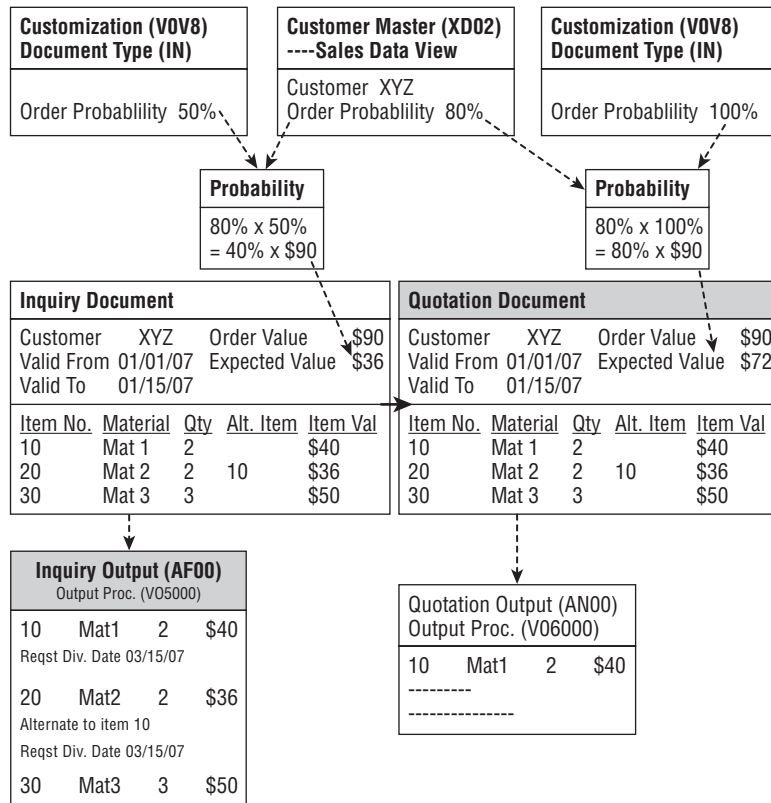 Customization (V0V8)
Document Type (IN)
Order Probablility 50%
Customer Master (XD02)
----Sales Data View
Customer XYZ
Order Probablility 80%
Customization (V0V8)
Document Type (IN)
Order Probablility 100%
Probability
80% x 50%
= 40% x $90
Probability
80% x 100%
= 80% x $90
Inquiry Document
Customer XYZ Order Value $90
Valid From 01/01/07 Expected Value $36
Valid To 01/15/07
Item No. Material Qty Alt. Item Item Val
10 Mat 1 2 $40
20 Mat 2 2 10 $36
30 Mat 3 3 $50
Quotation Document
Customer XYZ Order Value $90
Valid From 01/01/07 Expected Value $72
Valid To 01/15/07
Item No. Material Qty Alt. Item Item Val
10 Mat 1 2 $40
20 Mat 2 2 10 $36
30 Mat 3 3 $50
Inquiry Output (AF00)
Output Proc. (VO5000)
10 Mat1 2 $40
Reqst Div. Date 03/15/07
20 Mat2 2 $36
Alternate to item 10
Reqst Div. Date 03/15/07
30 Mat3 3 $50
Quotation Output (AN00)
Output Proc. (V06000)
10 Mat1 2 $40
---------
---------------